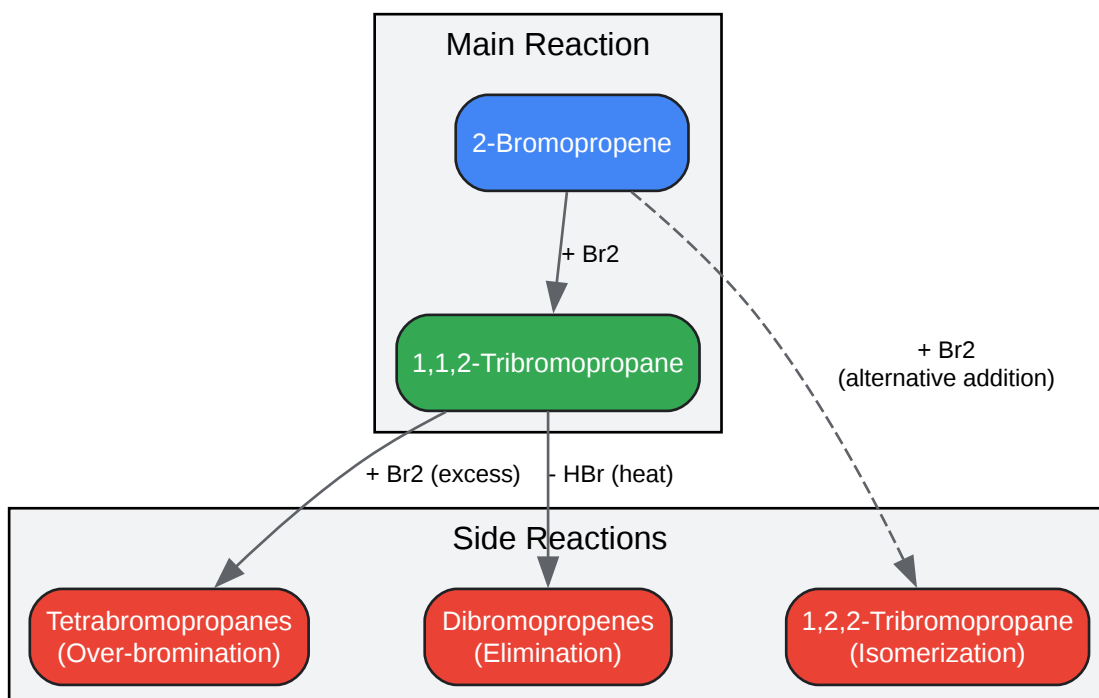 Main Reaction
2-Bromopropene
+ Br2
1,1,2-Tribromopropane
+ Br2
(alternative addition)
+ Br2 (excess)
- HBr (heat)
Side Reactions
Tetrabromopropanes
(Over-bromination)
Dibromopropenes
(Elimination)
1,2,2-Tribromopropane
(Isomerization)